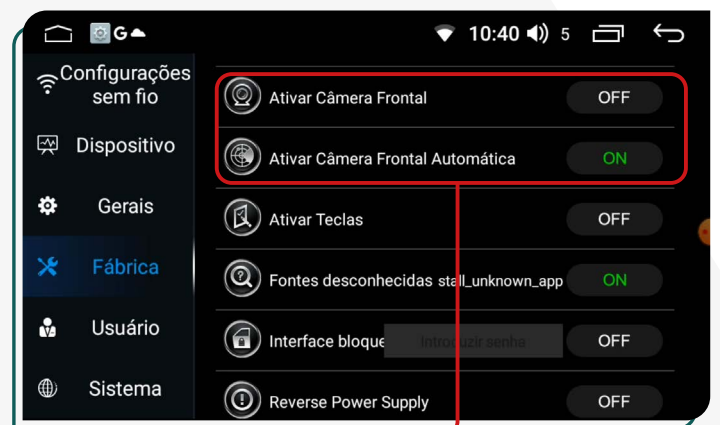 G 10:40 5
Configurações
sem fio
Dispositivo
Gerais
Fábrica
Usuário
Sistema
Ativar Câmera Frontal OFF
Ativar Câmera Frontal Automática ON
Ativar Teclas OFF
Fontes desconhecidas stall_unknown_app ON
Interface bloque Introduzir senha OFF
Reverse Power Supply OFF